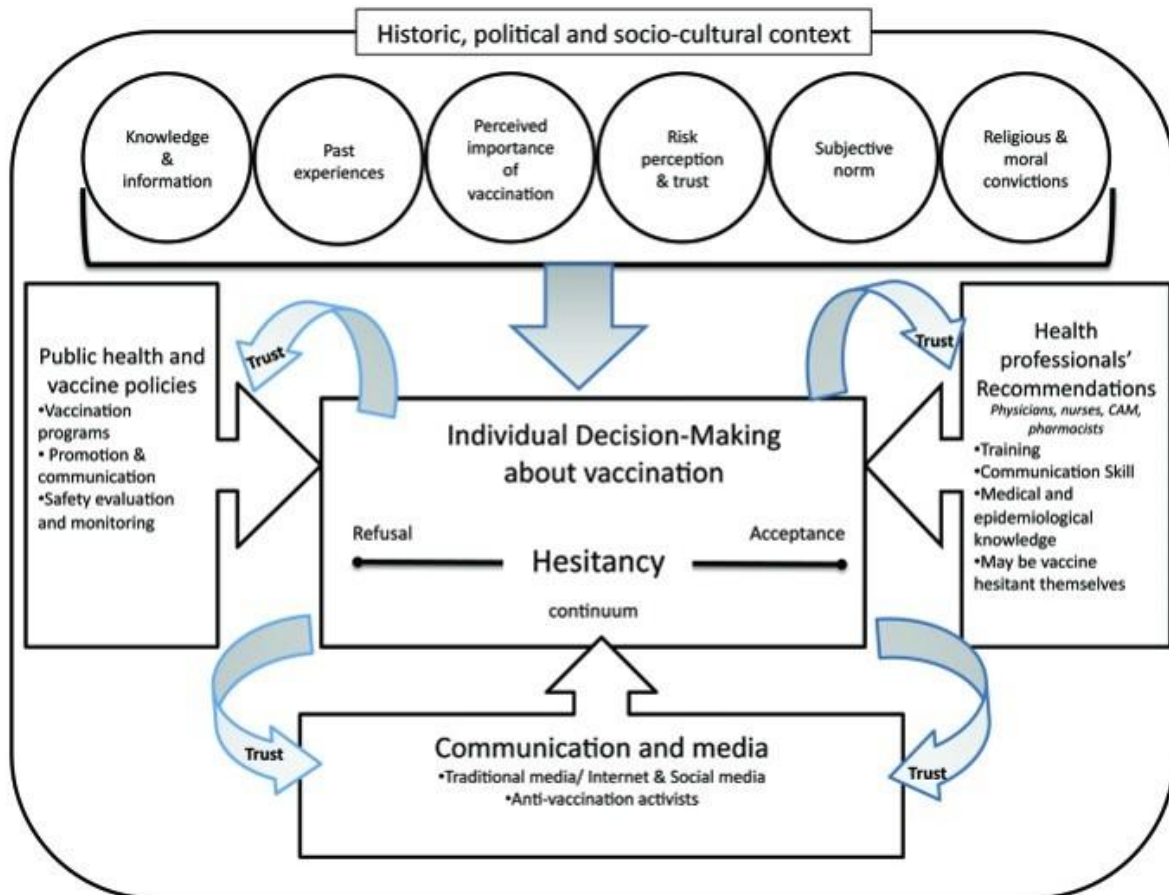 Historic, political and socio-cultural context
Knowledge
&
information
Past
experiences
Perceived
importance
of
vaccination
Risk
perception
& trust
Subjective
norm
Religious &
moral
convictions
Trust
Trust
Public health and
vaccine policies
•Vaccination
programs
• Promotion &
communication
•Safety evaluation
and monitoring
Individual Decision-Making
about vaccination
Refusal
Acceptance
Hesitancy
continuum
Health
professionals’
Recommendations
Physicians, nurses, CAM,
pharmacists
•Training
•Communication Skill
•Medical and
epidemiological
knowledge
•May be vaccine
hesitant themselves
Trust
Trust
Communication and media
•Traditional media/ Internet & Social media
•Anti-vaccination activists